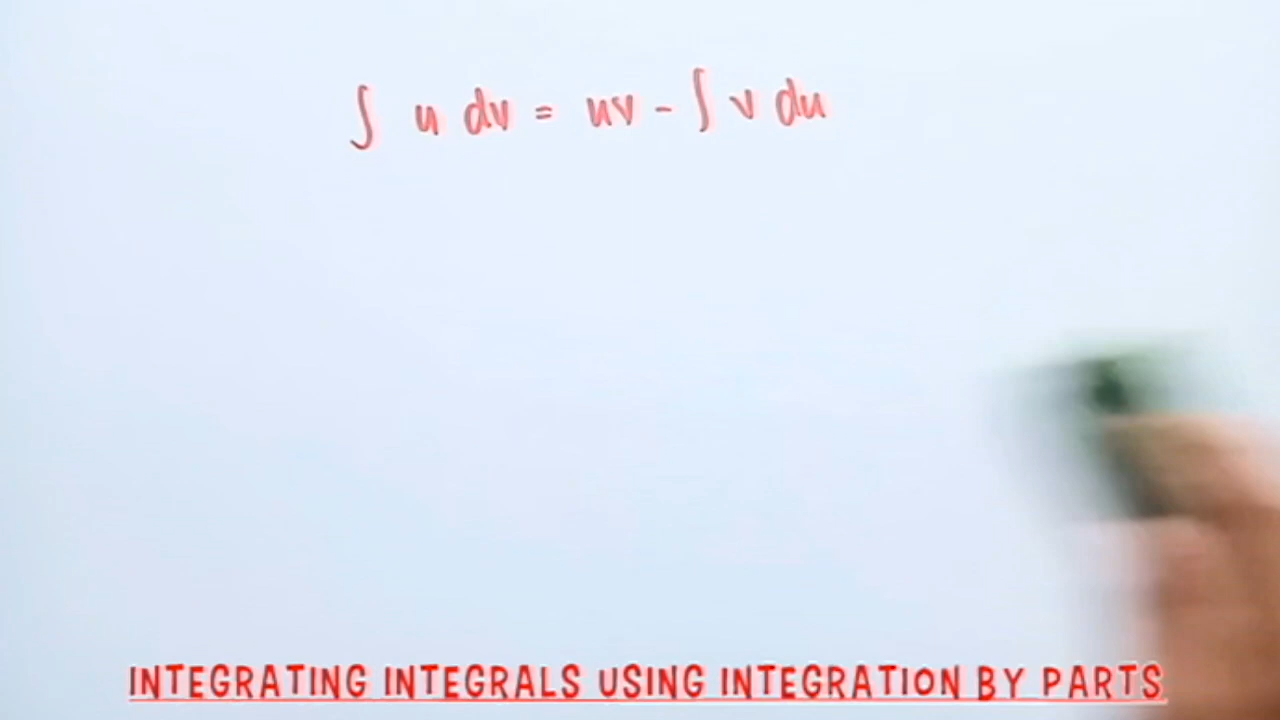 ∫ u dv = uv - ∫ v du
INTEGRATING INTEGRALS USING INTEGRATION BY PARTS